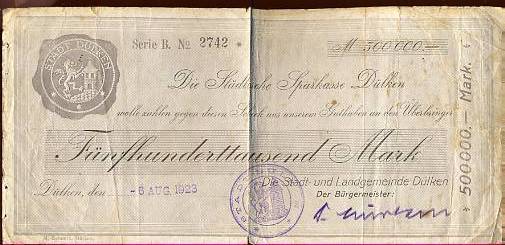 STADT DÜLKEN
Serie B. No 2742 *
M 500000.—
Die Städtische Sparkasse Dülken
wolle zahlen gegen diesen Scheck aus unserem Guthaben an den Überbringer
Fünfhunderttausend Mark
500000.— Mark.
Dülken, den -6. AUG. 1923
Die Stadt- und Landgemeinde Dülken
Der Bürgermeister: